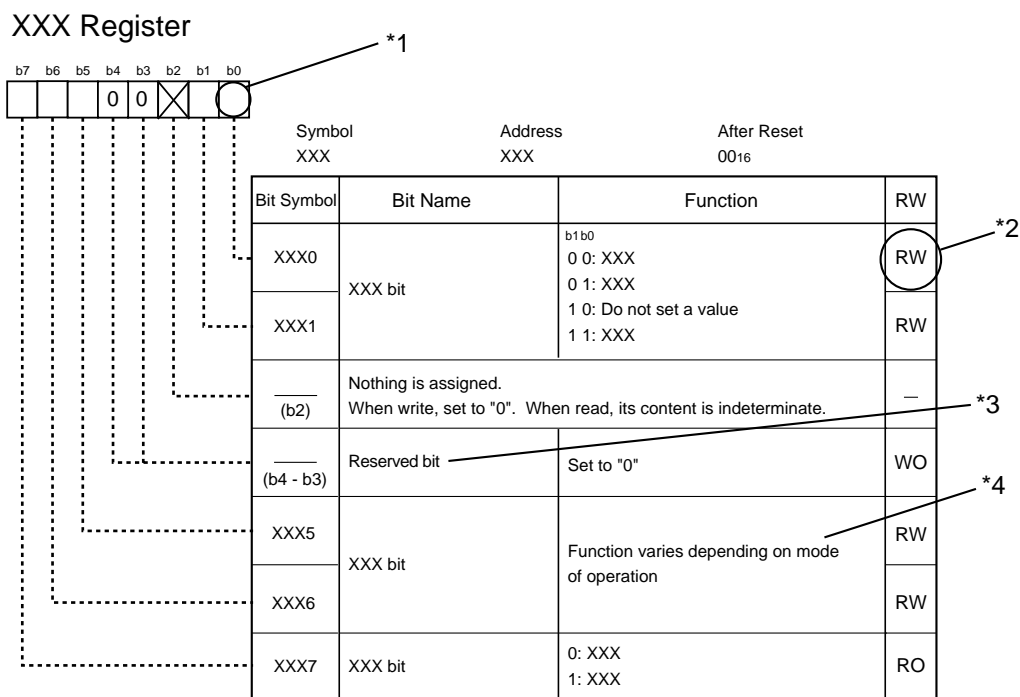 XXX Register
*1
b7 b6 b5 b4 b3 b2 b1 b0
0 0
Symbol Address After Reset
XXX XXX 0016
Bit Symbol Bit Name Function RW
*2
XXX0
XXX bit
b1 b0
0 0: XXX
0 1: XXX
1 0: Do not set a value
1 1: XXX
RW
XXX1
RW
(b2)
Nothing is assigned.
When write, set to "0". When read, its content is indeterminate.
—
*3
(b4 - b3)
Reserved bit
Set to "0"
WO
*4
XXX5
XXX bit
Function varies depending on mode
of operation
RW
XXX6
RW
XXX7
XXX bit
0: XXX
1: XXX
RO